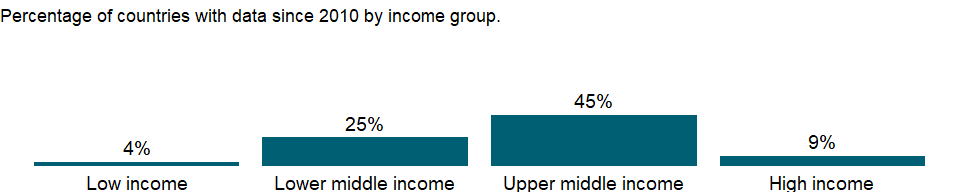 Percentage of countries with data since 2010 by income group.
45%
25%
9%
4%
Low income Lower middle income Upper middle income High income